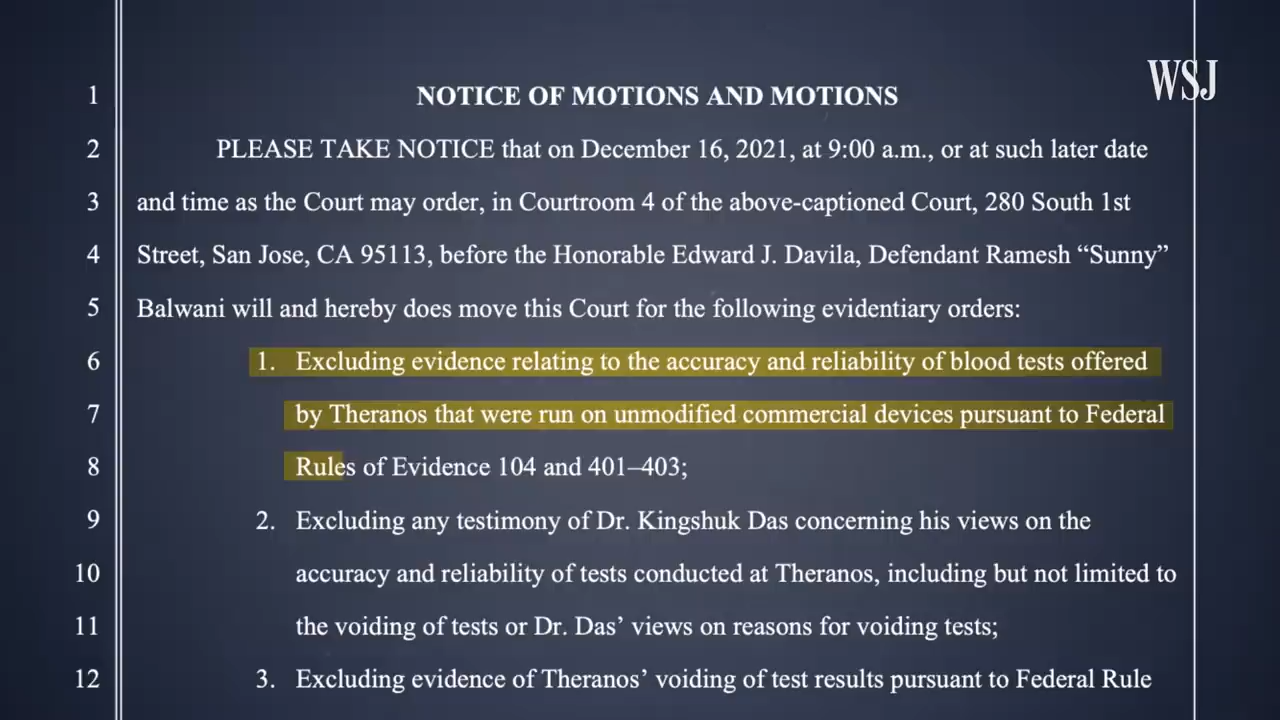 WSJ
1 NOTICE OF MOTIONS AND MOTIONS
2 PLEASE TAKE NOTICE that on December 16, 2021, at 9:00 a.m., or at such later date
3 and time as the Court may order, in Courtroom 4 of the above-captioned Court, 280 South 1st
4 Street, San Jose, CA 95113, before the Honorable Edward J. Davila, Defendant Ramesh “Sunny”
5 Balwani will and hereby does move this Court for the following evidentiary orders:
6 1. Excluding evidence relating to the accuracy and reliability of blood tests offered
7 by Theranos that were run on unmodified commercial devices pursuant to Federal
8 Rules of Evidence 104 and 401–403;
9 2. Excluding any testimony of Dr. Kingshuk Das concerning his views on the
10 accuracy and reliability of tests conducted at Theranos, including but not limited to
11 the voiding of tests or Dr. Das’ views on reasons for voiding tests;
12 3. Excluding evidence of Theranos’ voiding of test results pursuant to Federal Rule